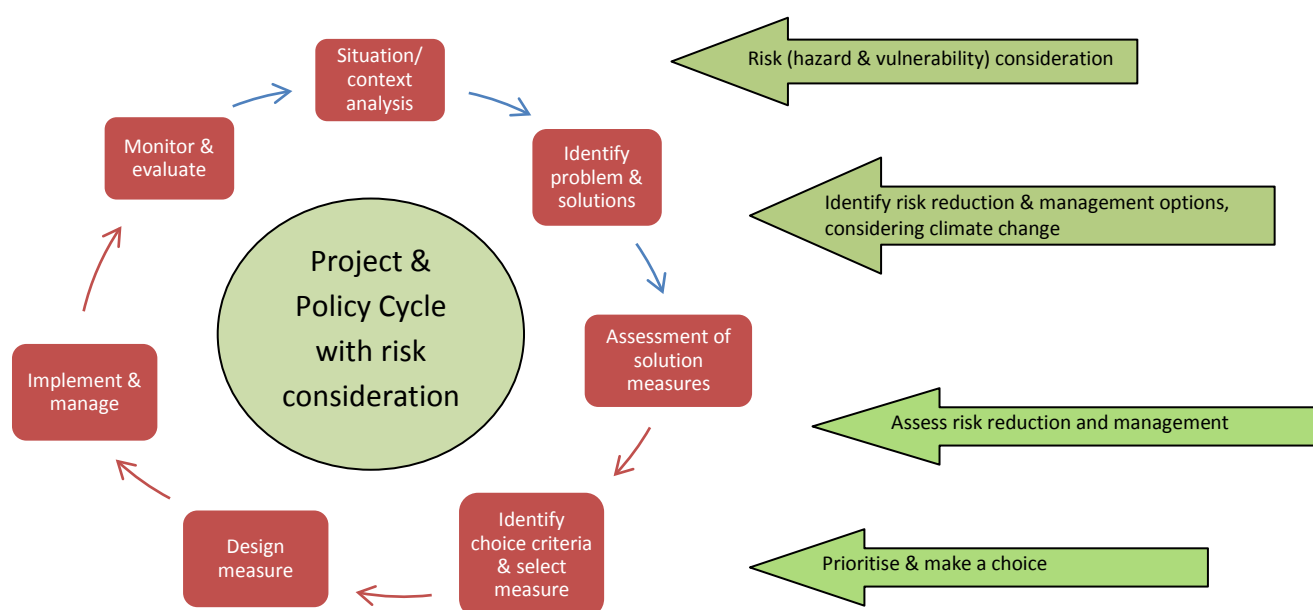 Situation/
context
analysis
Risk (hazard & vulnerability) consideration
Monitor &
evaluate
Identify
problem &
solutions
Identify risk reduction & management options,
considering climate change
Project &
Policy Cycle
with risk
consideration
Assessment of
solution
measures
Implement &
manage
Assess risk reduction and management
Identify
choice criteria
& select
measure
Design
measure
Prioritise & make a choice